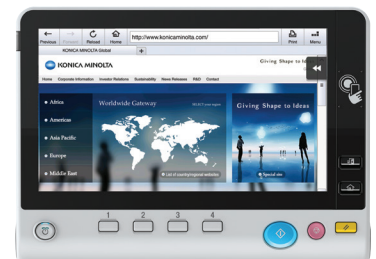 Previous Forward Reload Home http://www.konicaminolta.com/ Print Menu
KONICA MINOLTA Global +
KONICA MINOLTA
Giving Shape to Id
Home Corporate Information Investor Relations Sustainability News Releases R&D Contact
Africa
Americas
Asia Pacific
Europe
Middle East
Worldwide Gateway
SELECT your region
List of country/regional websites
Giving Shape to Ideas
Special site
1 2 3 4